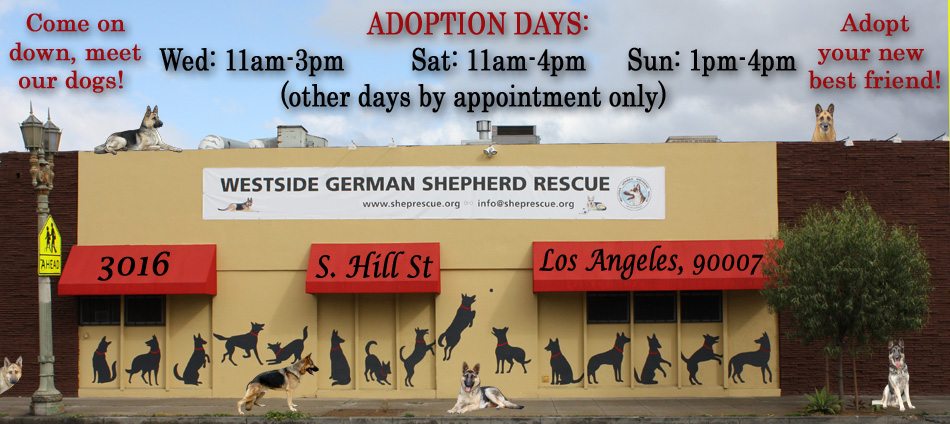 Come on
down, meet
our dogs!
ADOPTION DAYS:
Wed: 11am-3pm Sat: 11am-4pm Sun: 1pm-4pm
(other days by appointment only)
Adopt
your new
best friend!
WESTSIDE GERMAN SHEPHERD RESCUE
www.sheprescue.org info@sheprescue.org
3016
S. Hill St
Los Angeles, 90007
AHEAD